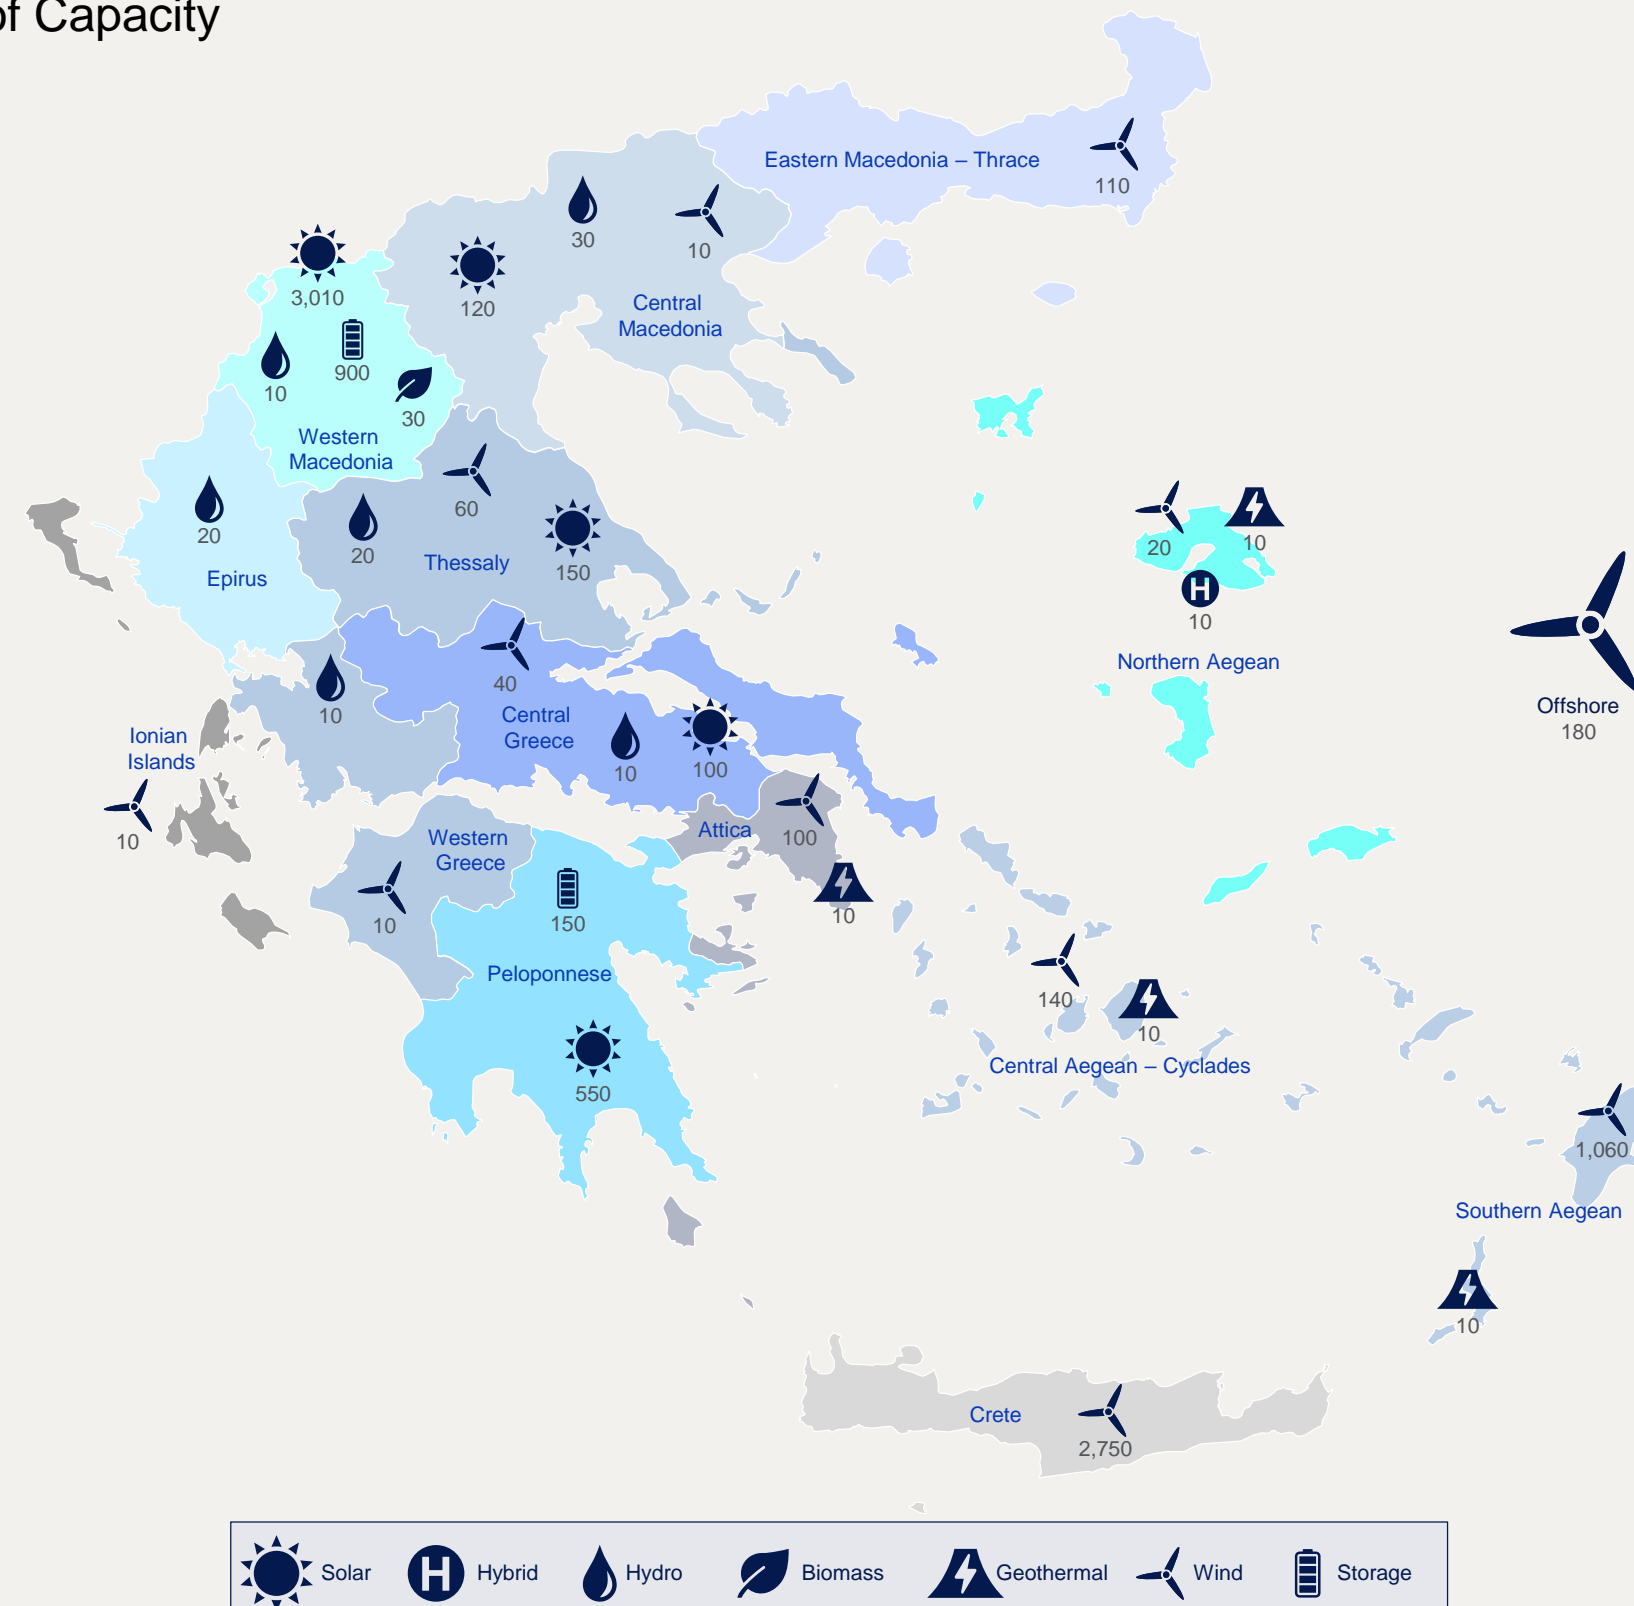 of Capacity
Eastern Macedonia – Thrace
110
30
10
3,010
120
Central
Macedonia
10
900
30
Western
Macedonia
60
20
20
Thessaly
150
Epirus
20
10
10
Northern Aegean
Offshore
180
40
10
Central
Greece
10
100
Ionian
Islands
10
Attica
100
Western
Greece
10
150
10
Peloponnese
140
10
Central Aegean – Cyclades
550
1,060
Southern Aegean
10
Crete
2,750
Solar
H
Hybrid
Hydro
Biomass
Geothermal
Wind
Storage